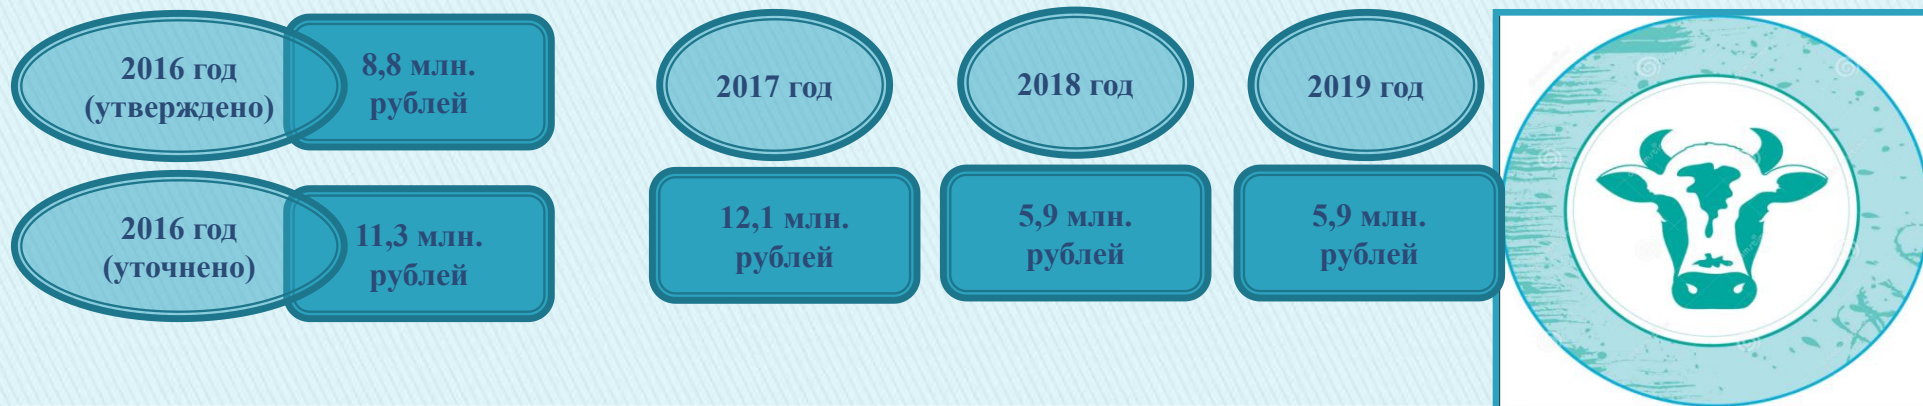 2016 год
(утверждено)
8,8 млн.
рублей
2016 год
(уточнено)
11,3 млн.
рублей
2017 год
12,1 млн.
рублей
2018 год
5,9 млн.
рублей
2019 год
5,9 млн.
рублей